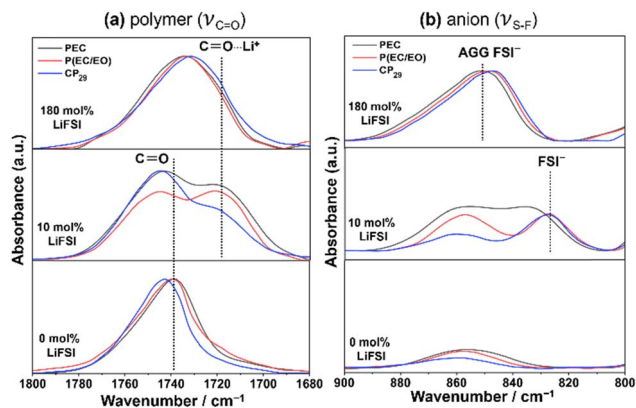 (a) polymer (νC=O)
C=O···Li⁺
PEC
P(EC/EO)
CP₂₉
180 mol%
LiFSI
C=O
10 mol%
LiFSI
0 mol%
LiFSI
Absorbance (a.u.)
1800 1760 1740 1720 1700 1680
Wavenumber / cm⁻¹
(b) anion (νS-F)
PEC
P(EC/EO)
CP₂₉
AGG FSI⁻
180 mol%
LiFSI
FSI⁻
10 mol%
LiFSI
0 mol%
LiFSI
Absorbance (a.u.)
900 880 860 840 820 800
Wavenumber / cm⁻¹